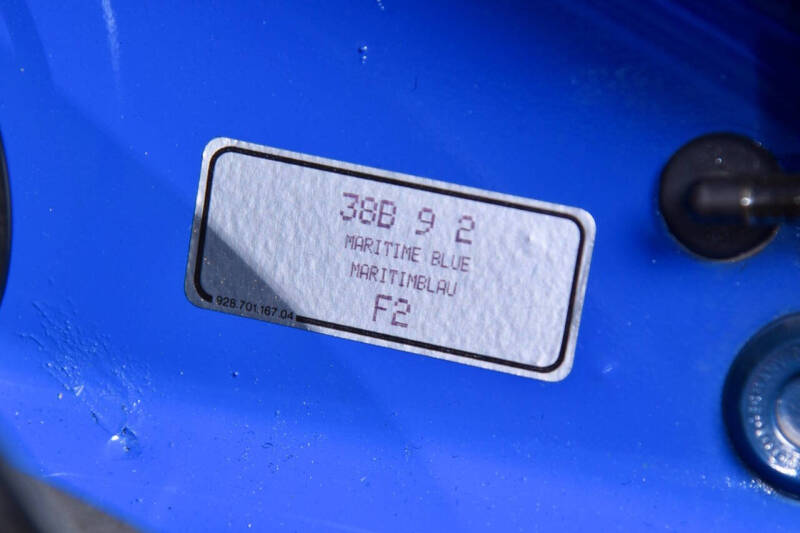 38B 9 2
MARITIME BLUE
MARITIMBLAU
F2
928.701.167.04